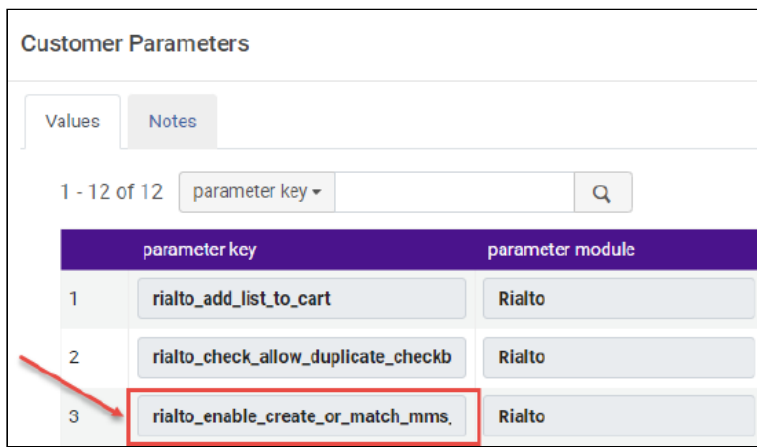 Customer Parameters
Values Notes
1 - 12 of 12 parameter key
parameter key parameter module
1 rialto_add_list_to_cart Rialto
2 rialto_check_allow_duplicate_checkb Rialto
3 rialto_enable_create_or_match_mms, Rialto